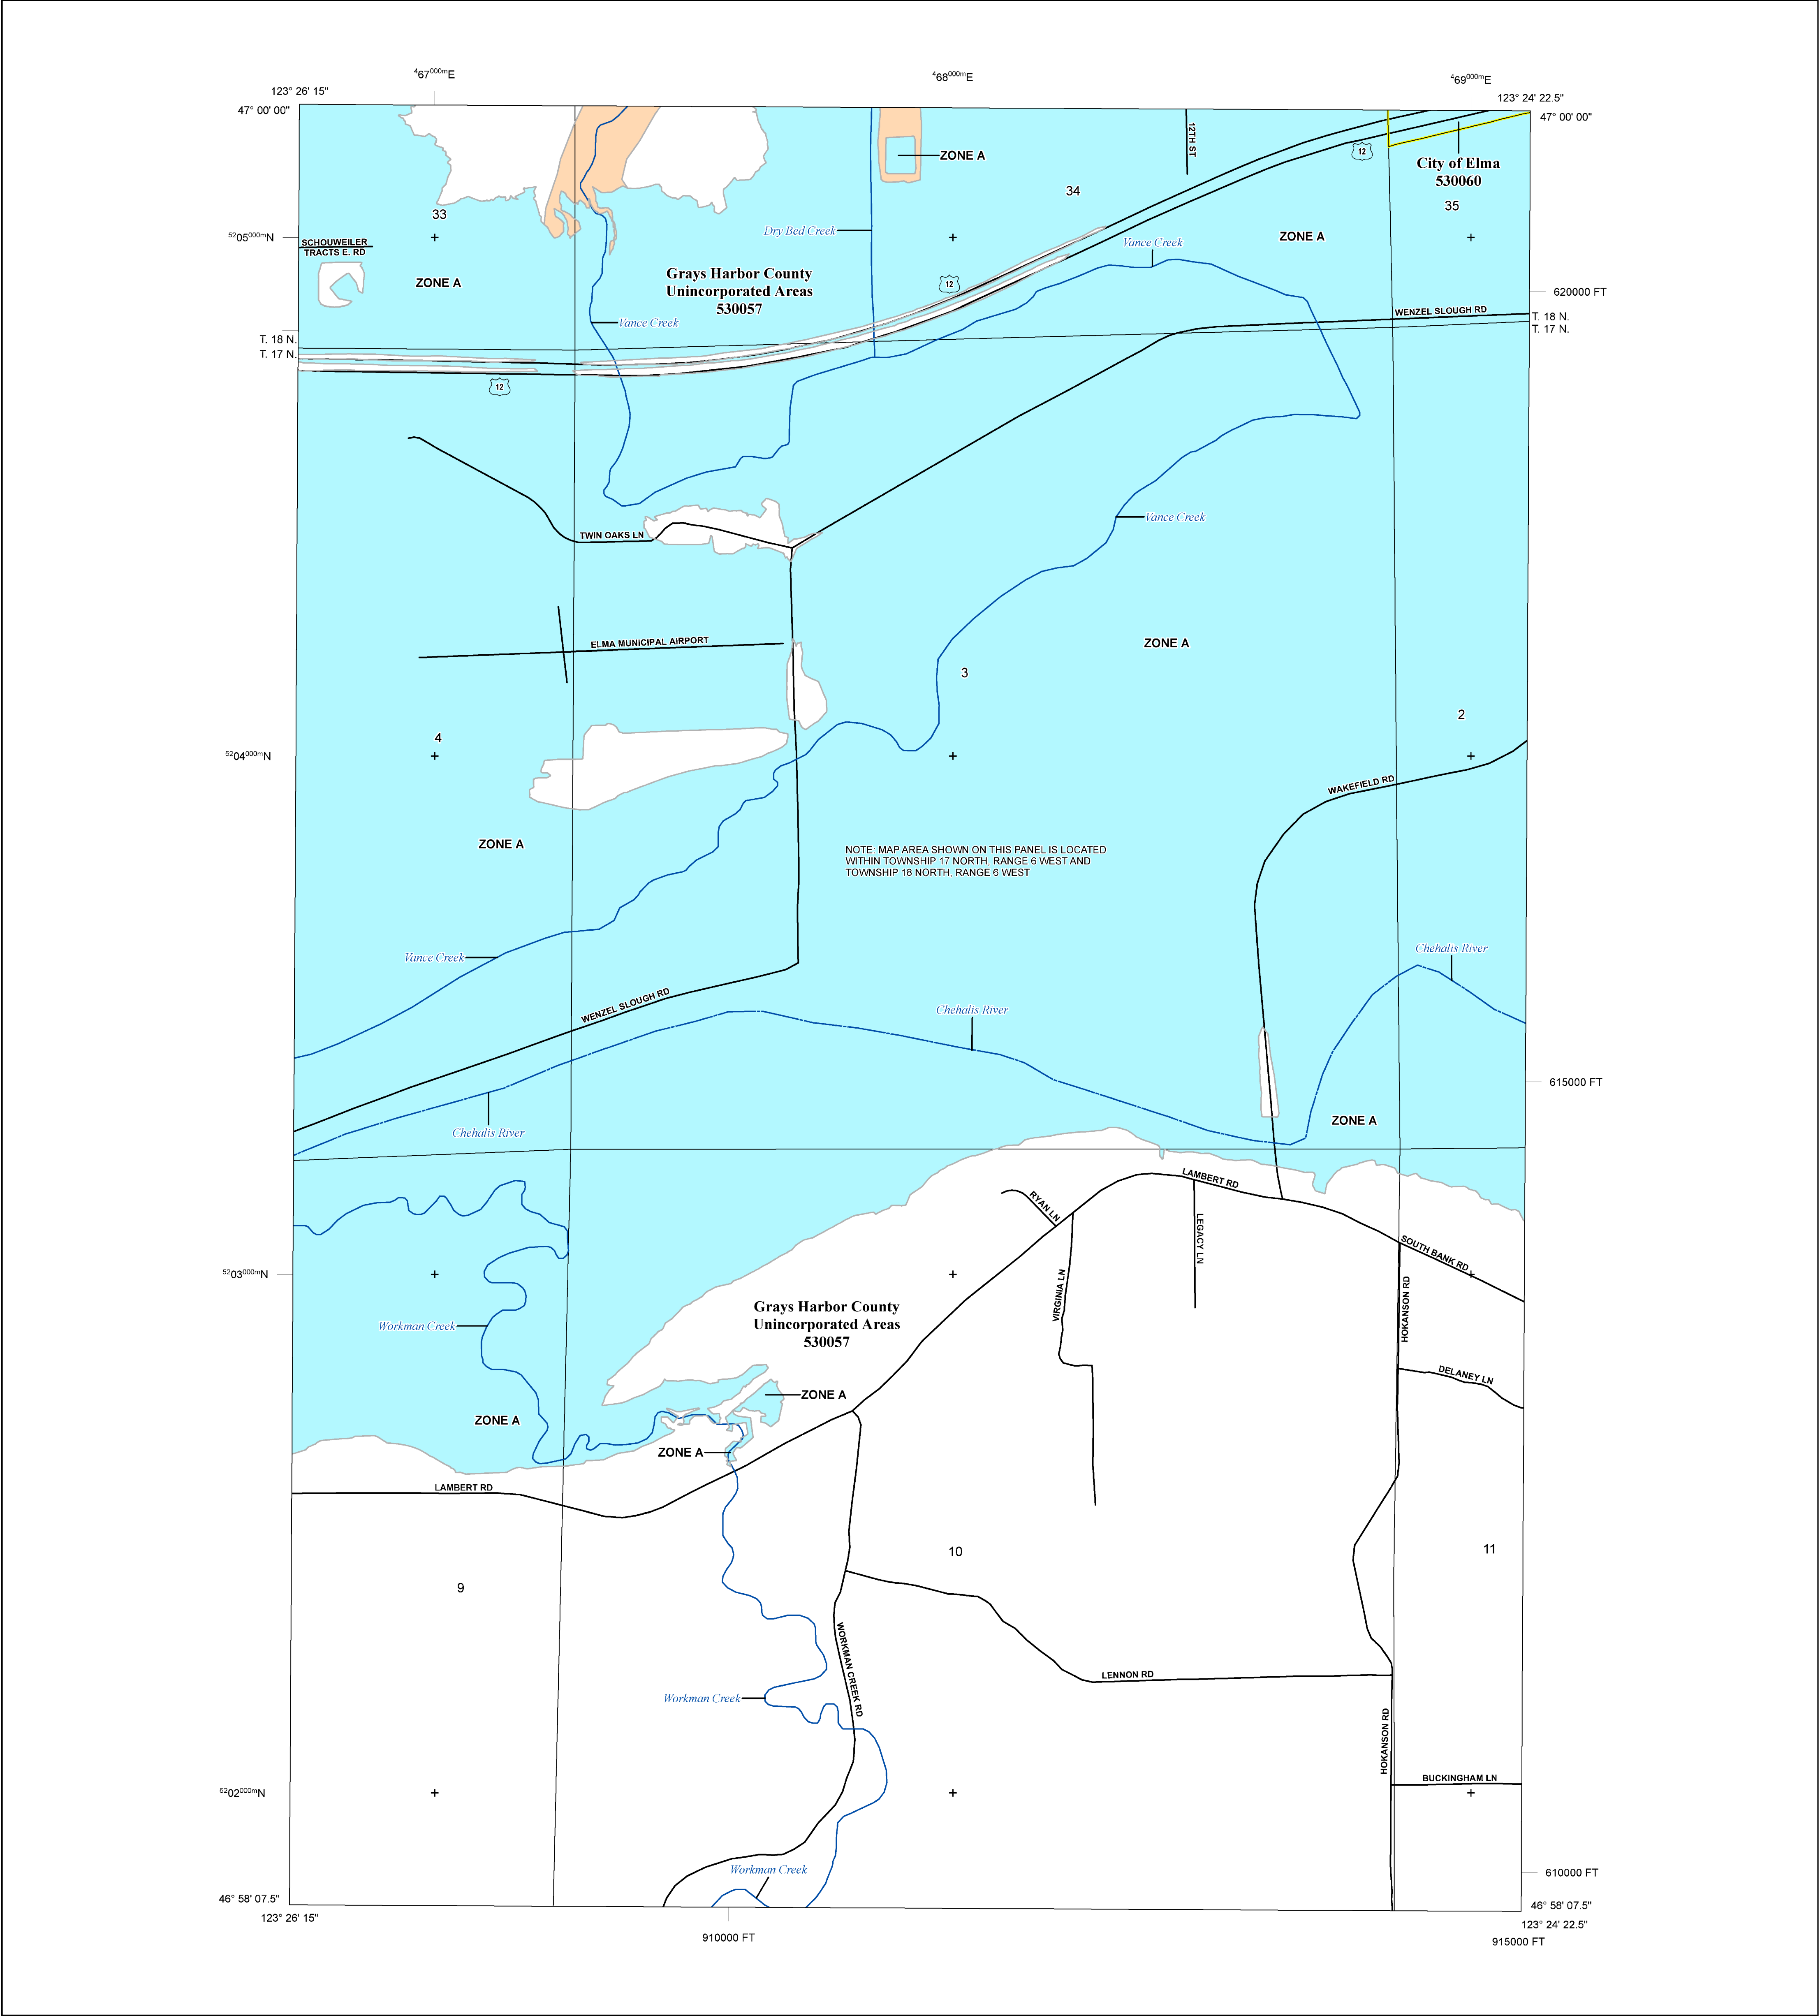 467000mE
468000mE
469000mE
123° 26' 15"
123° 24' 22.5"
47° 00' 00"
47° 00' 00"
12TH ST
12
City of Elma
530060
ZONE A
34
35
33
5205000mN
Dry Bed Creek
Vance Creek
ZONE A
SCHOUWEILER
TRACTS E. RD
ZONE A
Grays Harbor County
Unincorporated Areas
530057
12
620000 FT
Vance Creek
WENZEL SLOUGH RD
T. 18 N.
T. 17 N.
T. 18 N.
T. 17 N.
12
Vance Creek
TWIN OAKS LN
ELMA MUNICIPAL AIRPORT
ZONE A
3
2
4
5204000mN
WAKEFIELD RD
ZONE A
NOTE: MAP AREA SHOWN ON THIS PANEL IS LOCATED
WITHIN TOWNSHIP 17 NORTH, RANGE 6 WEST AND
TOWNSHIP 18 NORTH, RANGE 6 WEST
Vance Creek
Chehalis River
WENZEL SLOUGH RD
Chehalis River
615000 FT
ZONE A
Chehalis River
LAMBERT RD
RYAN LN
LEGACY LN
SOUTH BANK RD
5203000mN
VIRGINIA LN
HOKANSON RD
Grays Harbor County
Unincorporated Areas
530057
Workman Creek
DELANEY LN
ZONE A
ZONE A
ZONE A
LAMBERT RD
10
11
9
WORKMAN CREEK RD
LENNON RD
Workman Creek
HOKANSON RD
BUCKINGHAM LN
5202000mN
Workman Creek
610000 FT
46° 58' 07.5"
46° 58' 07.5"
123° 26' 15"
123° 24' 22.5"
910000 FT
915000 FT